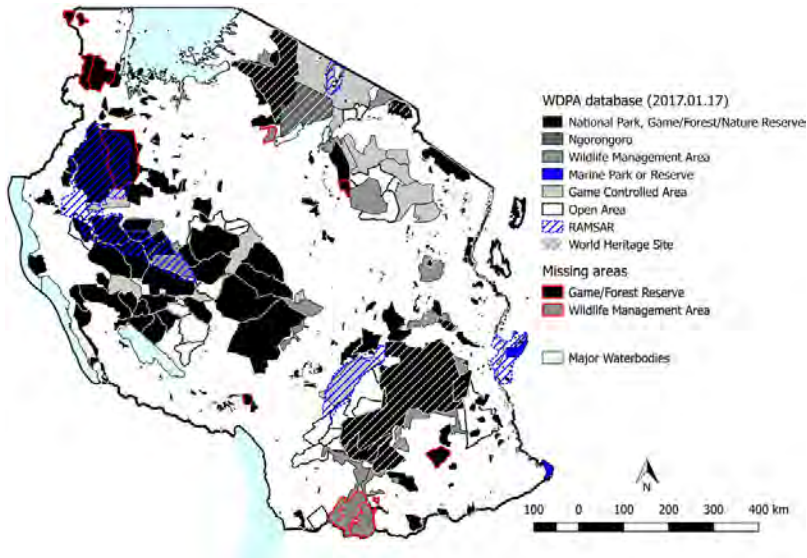 WDPA database (2017.01.17)
National Park, Game/Forest/Nature Reserves
Ngorongoro
Wildlife Management Area
Marine Park or Reserve
Game Controlled Area
Open Area
RAMSAR
World Heritage Site
Missing areas
Game/Forest Reserve
Wildlife Management Area
Major Waterbodies
N
100 0 100 200 300 400 km